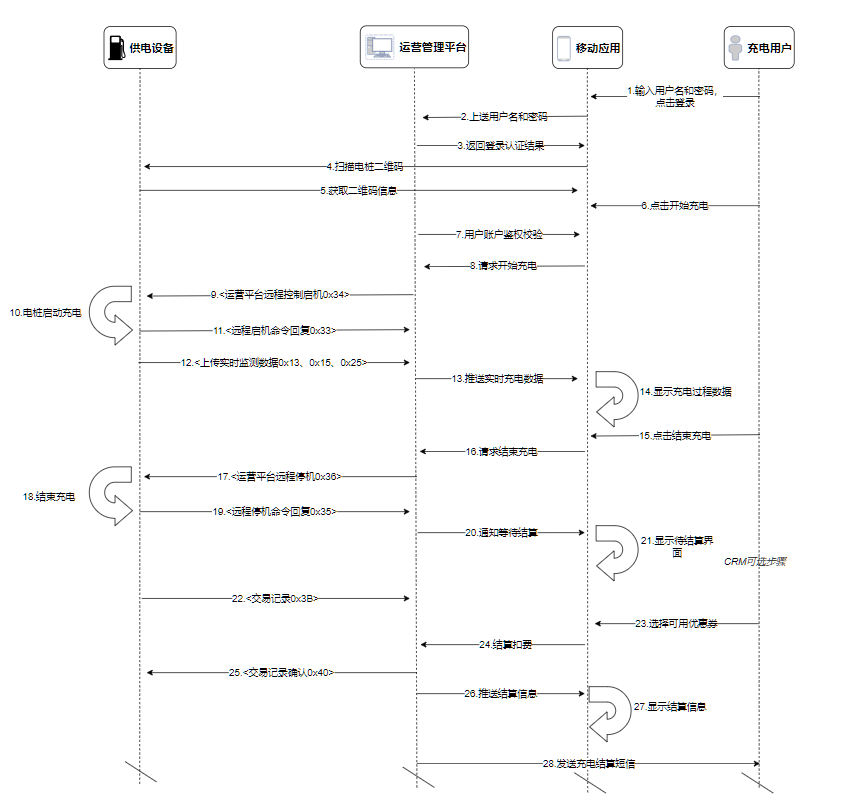 供电设备
运营管理平台
移动应用
充电用户
1.输入用户名和密码，
点击登录
2.上送用户名和密码
3.返回登录认证结果
4.扫描电桩二维码
5.获取二维码信息
6.点击开始充电
7.用户账户鉴权校验
8.请求开始充电
9.<运营平台远程控制启机0x34>
10.电桩启动充电
11.<远程启机命令回复0x33>
12.<上传实时监测数据0x13、0x15、0x25>
13.推送实时充电数据
14.显示充电过程数据
15.点击结束充电
16.请求结束充电
17.<运营平台远程停机0x36>
18.结束充电
19.<远程停机命令回复0x35>
20.通知等待结算
21.显示待结算界
面
CRM可选步骤
22.<交易记录0x3B>
23.选择可用优惠券
24.结算扣费
25.<交易记录确认0x40>
26.推送结算信息
27.显示结算信息
28.发送充电结算短信